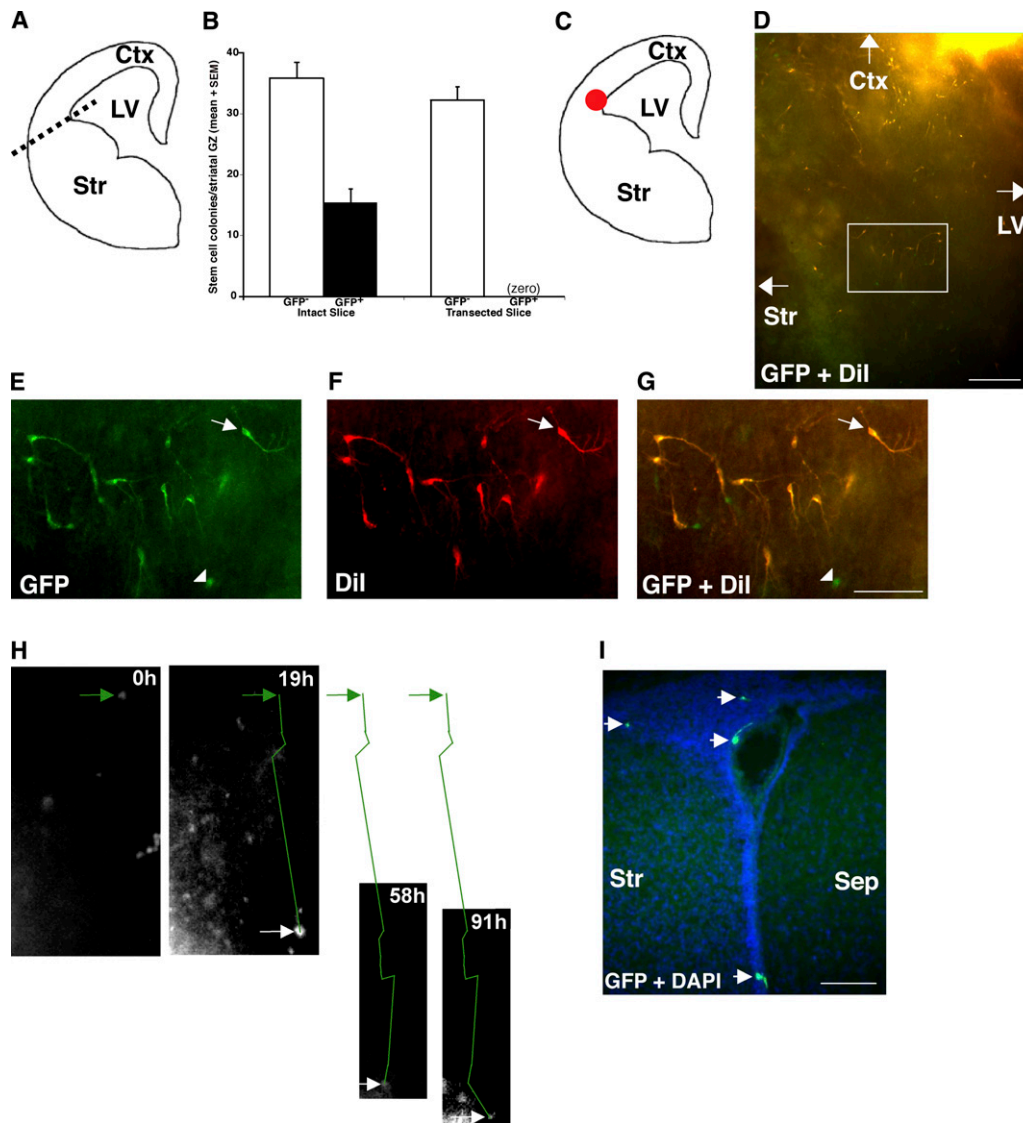 A
Ctx
LV
Str
B
Stem cell colonies/striatal GZ (mean + SEM)
40
30
20
10
0
(zero)
GFP-
GFP+
GFP-
GFP+
Intact Slice
Transected Slice
C
Ctx
LV
Str
D
Ctx
LV
Str
GFP + DiI
E
GFP
F
DiI
G
GFP + DiI
H
0h
19h
58h
91h
I
Str
Sep
GFP + DAPI